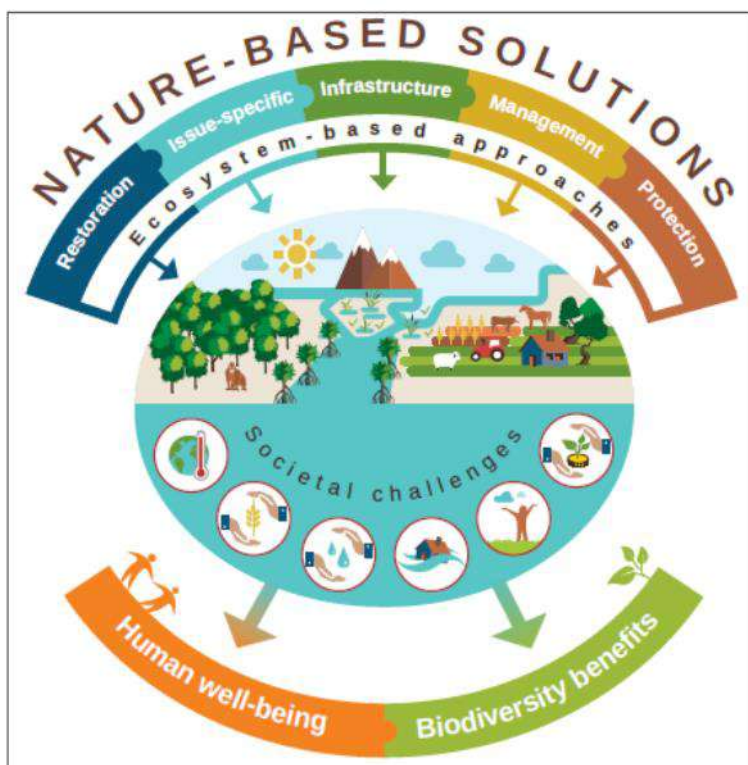 NATURE-BASED SOLUTIONS
Restoration
Issue-specific
Infrastructure
Management
Protection
Ecosystem-based approaches
Societal challenges
Human well-being
Biodiversity benefits